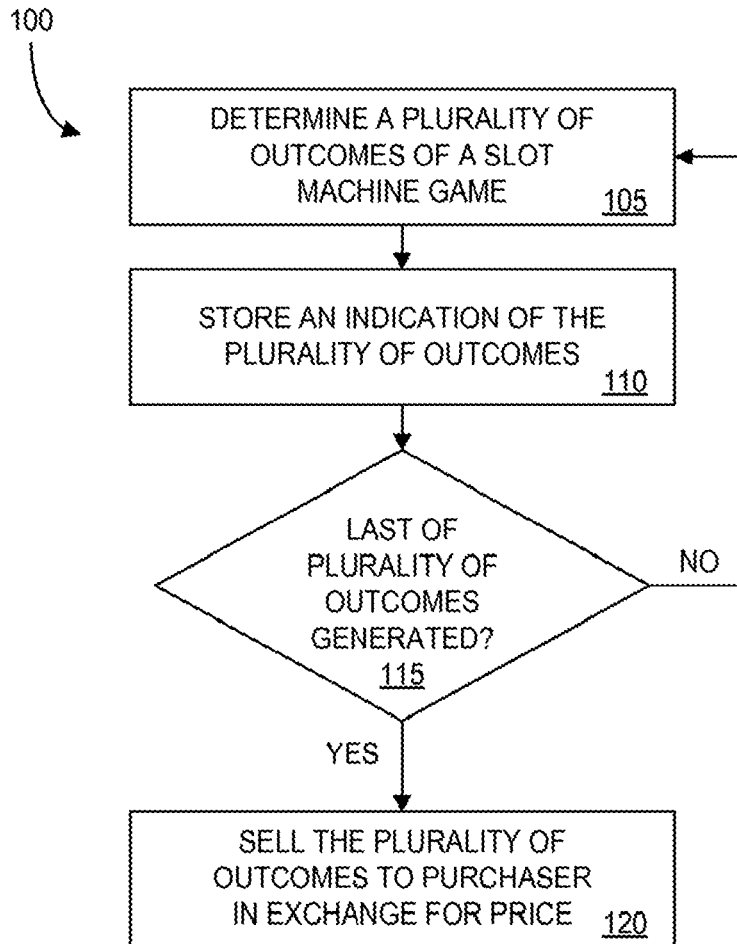 100
DETERMINE A PLURALITY OF
OUTCOMES OF A SLOT
MACHINE GAME
105
STORE AN INDICATION OF THE
PLURALITY OF OUTCOMES
110
LAST OF
PLURALITY OF
OUTCOMES
GENERATED?
115
NO
YES
SELL THE PLURALITY OF
OUTCOMES TO PURCHASER
IN EXCHANGE FOR PRICE
120